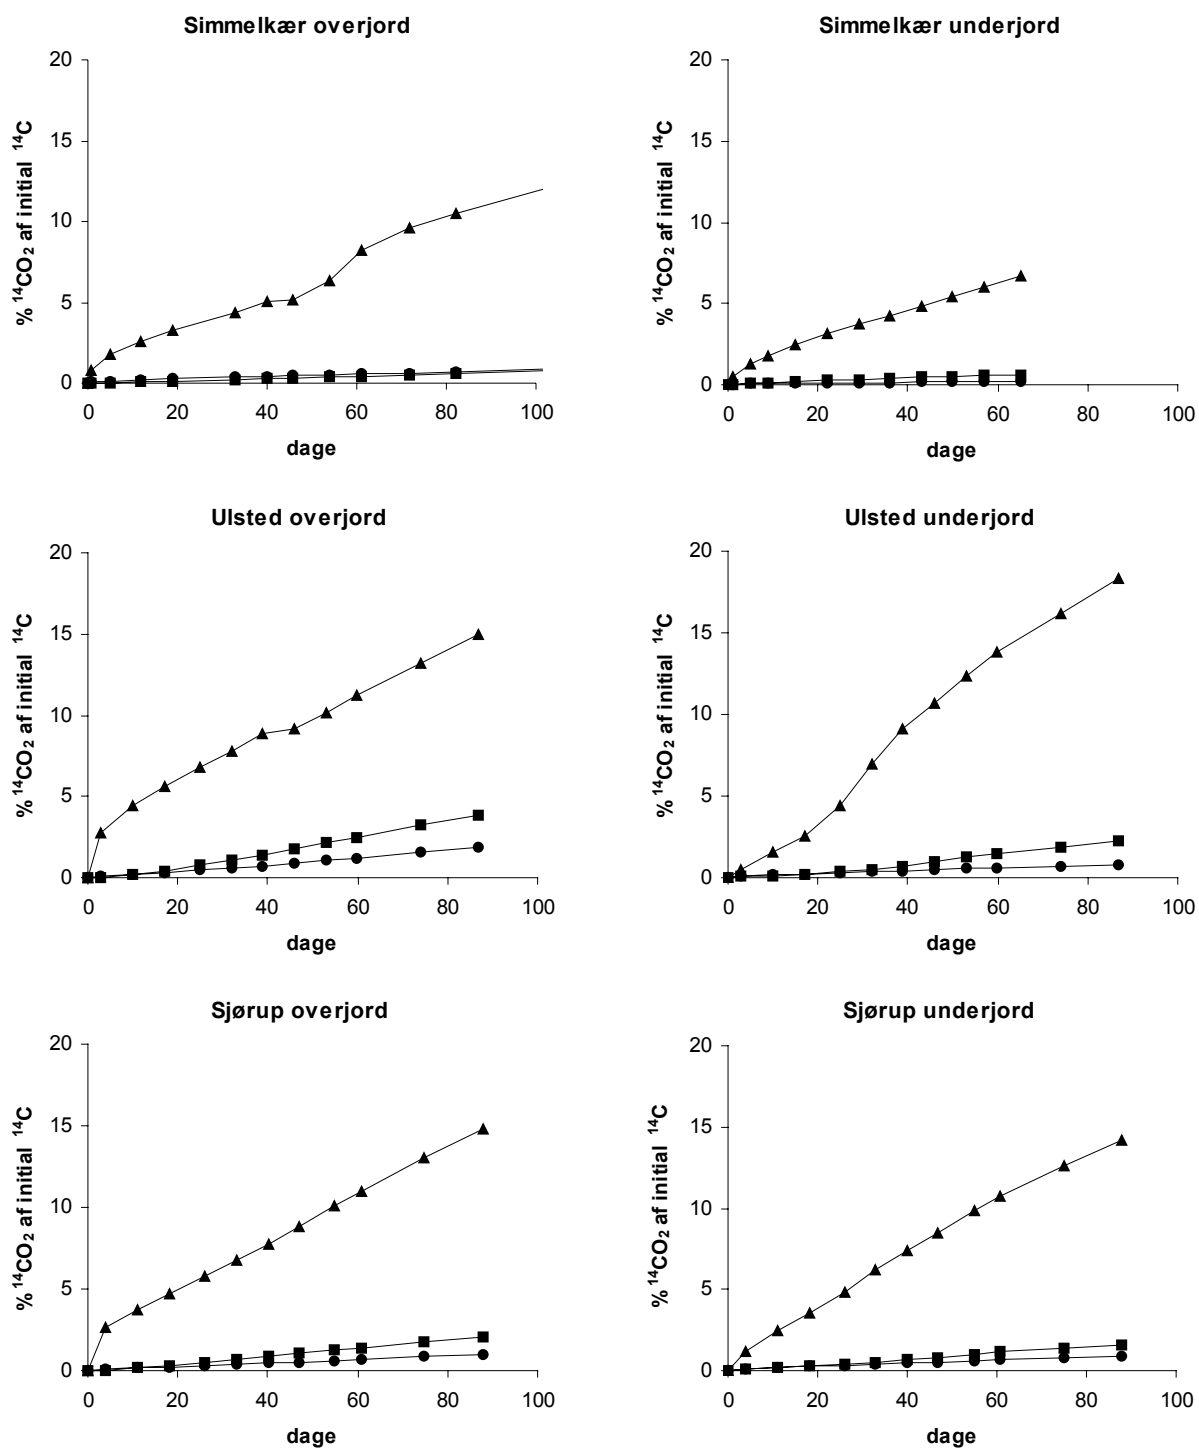 Simmelkær overjord
20
15
10
5
0
0 20 40 60 80 100
% ¹⁴CO₂ af initial ¹⁴C
dage
Simmelkær underjord
20
15
10
5
0
0 20 40 60 80 100
% ¹⁴CO₂ af initial ¹⁴C
dage
Ulsted overjord
20
15
10
5
0
0 20 40 60 80 100
% ¹⁴CO₂ af initial ¹⁴C
dage
Ulsted underjord
20
15
10
5
0
0 20 40 60 80 100
% ¹⁴CO₂ af initial ¹⁴C
dage
Sjørup overjord
20
15
10
5
0
0 20 40 60 80 100
% ¹⁴CO₂ af initial ¹⁴C
dage
Sjørup underjord
20
15
10
5
0
0 20 40 60 80 100
% ¹⁴CO₂ af initial ¹⁴C
dage